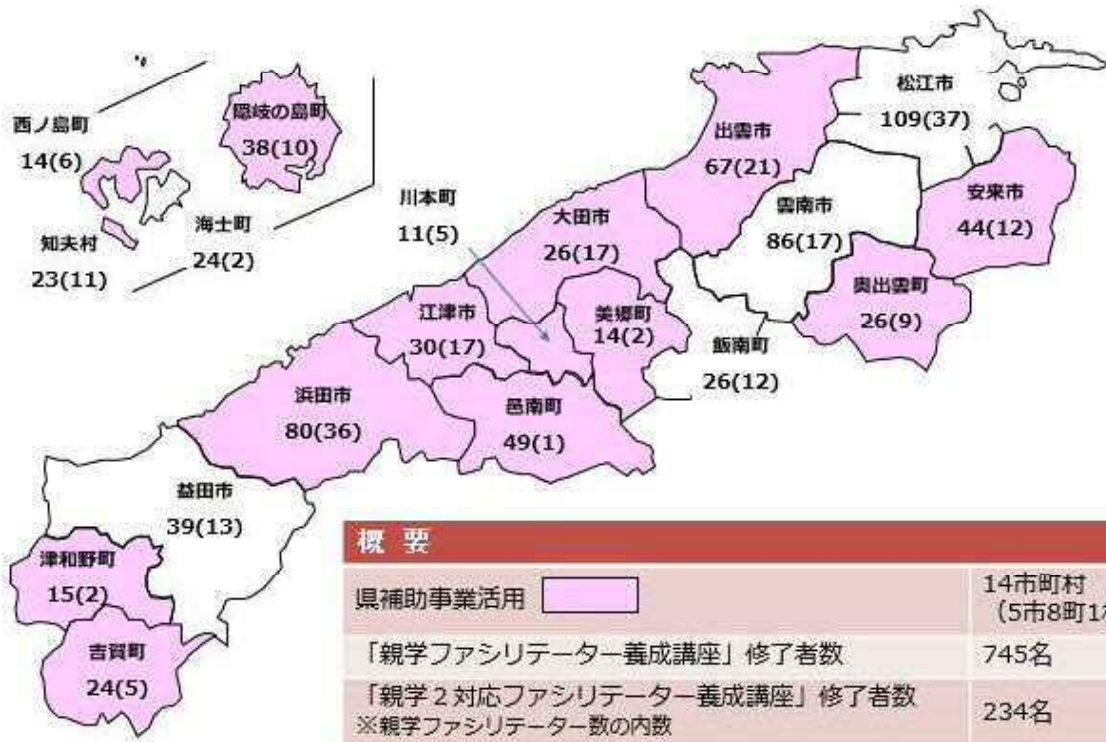 松江市
109(37)
隠岐の島町
38(10)
西ノ島町
14(6)
出雲市
67(21)
安来市
44(12)
川本町
11(5)
大田市
26(17)
雲南市
86(17)
海士町
24(2)
知夫村
23(11)
奥出雲町
26(9)
江津市
30(17)
美郷町
14(2)
飯南町
26(12)
浜田市
80(36)
邑南町
49(1)
益田市
39(13)
津和野町
15(2)
吉賀町
24(5)
概 要
県補助事業活用
14市町村
(5市8町1
「親学ファシリテーター養成講座」修了者数
745名
「親学2対応ファシリテーター養成講座」修了者数
※親学ファシリテーター数の内数
234名